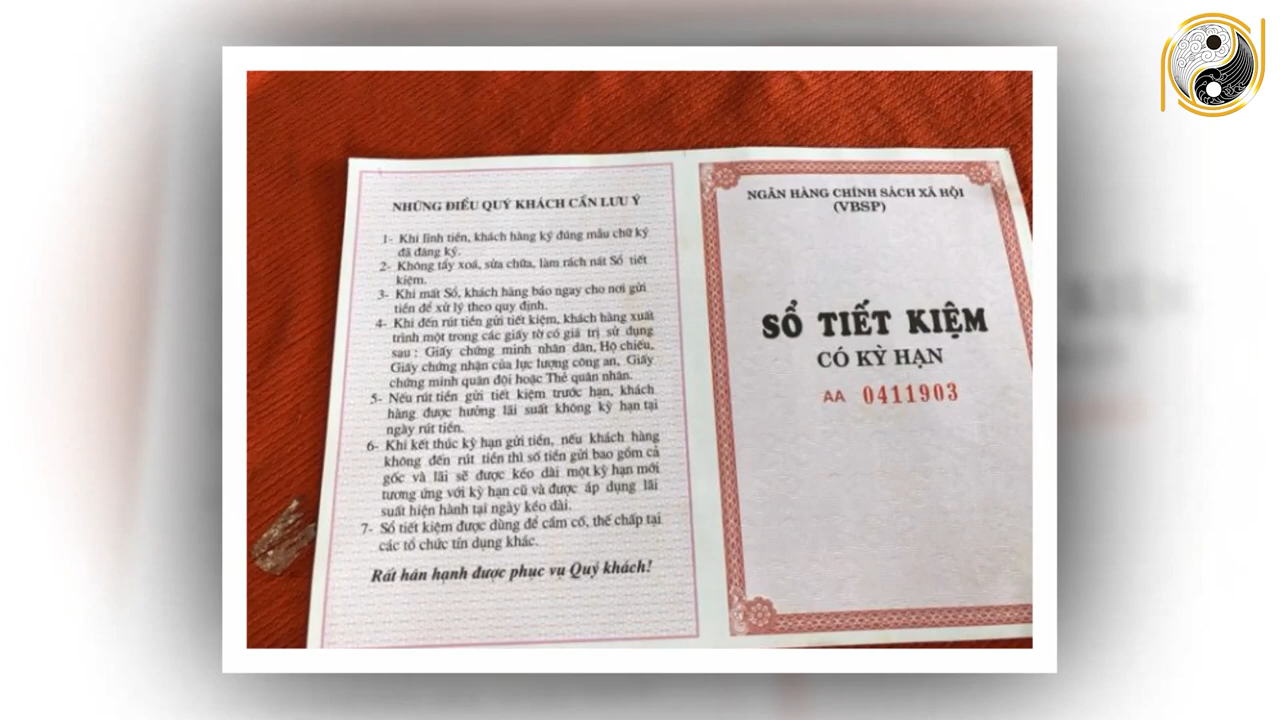 NHỮNG ĐIỀU QUÝ KHÁCH CẦN LƯU Ý
1- Khi lĩnh tiền, khách hàng ký đúng mẫu chữ ký
đã đăng ký.
2- Không tẩy xoá, sửa chữa, làm rách nát Sổ tiết
kiệm.
3- Khi mất Sổ, khách hàng báo ngay cho nơi gửi
tiền để xử lý theo quy định.
4- Khi đến rút tiền gửi tiết kiệm, khách hàng xuất
trình một trong các giấy tờ có giá trị sử dụng
sau : Giấy chứng minh nhân dân, Hộ chiếu,
Giấy chứng nhận của lực lượng công an, Giấy
chứng minh quân đội hoặc Thẻ quân nhân.
5- Nếu rút tiền gửi tiết kiệm trước hạn, khách
hàng được hưởng lãi suất không kỳ hạn tại
ngày rút tiền.
6- Khi kết thúc kỳ hạn gửi tiền, nếu khách hàng
không đến rút tiền thì số tiền gửi bao gồm cả
gốc và lãi sẽ được kéo dài một kỳ hạn mới
tương ứng với kỳ hạn cũ và được áp dụng lãi
suất hiện hành tại ngày kéo dài.
7- Sổ tiết kiệm được dùng để cầm cố, thế chấp tại
các tổ chức tín dụng khác.
Rất hân hạnh được phục vụ Quý khách!
NGÂN HÀNG CHÍNH SÁCH XÃ HỘI
(VBSP)
SỔ TIẾT KIỆM
CÓ KỲ HẠN
AA 0411903